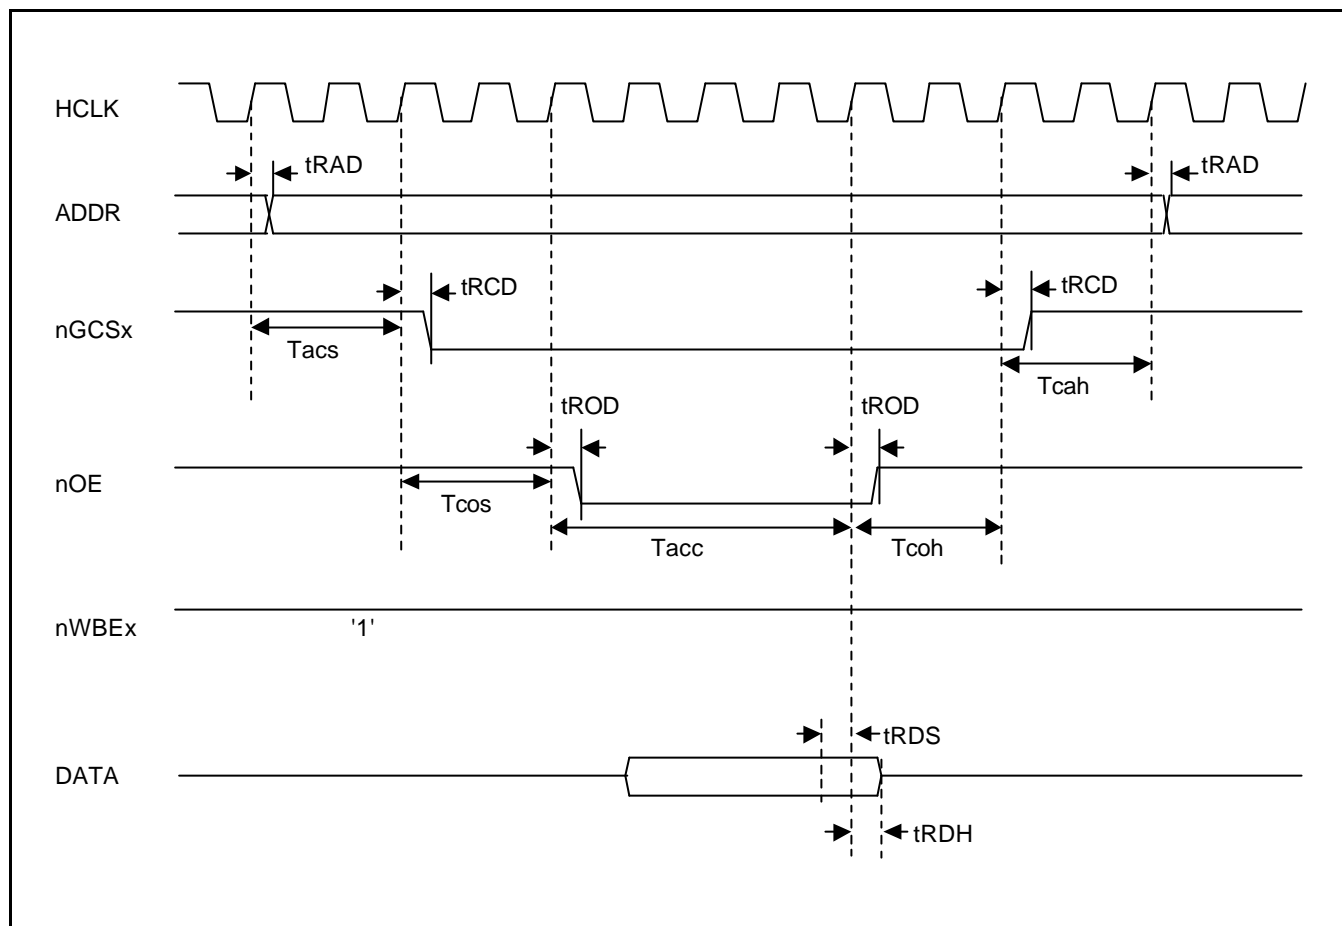 HCLK
tRAD
tRAD
ADDR
tRCD
tRCD
nGCSx
Tacs
Tcah
tROD
tROD
nOE
Tcos
Tacc
Tcoh
nWBEx
'1'
tRDS
DATA
tRDH